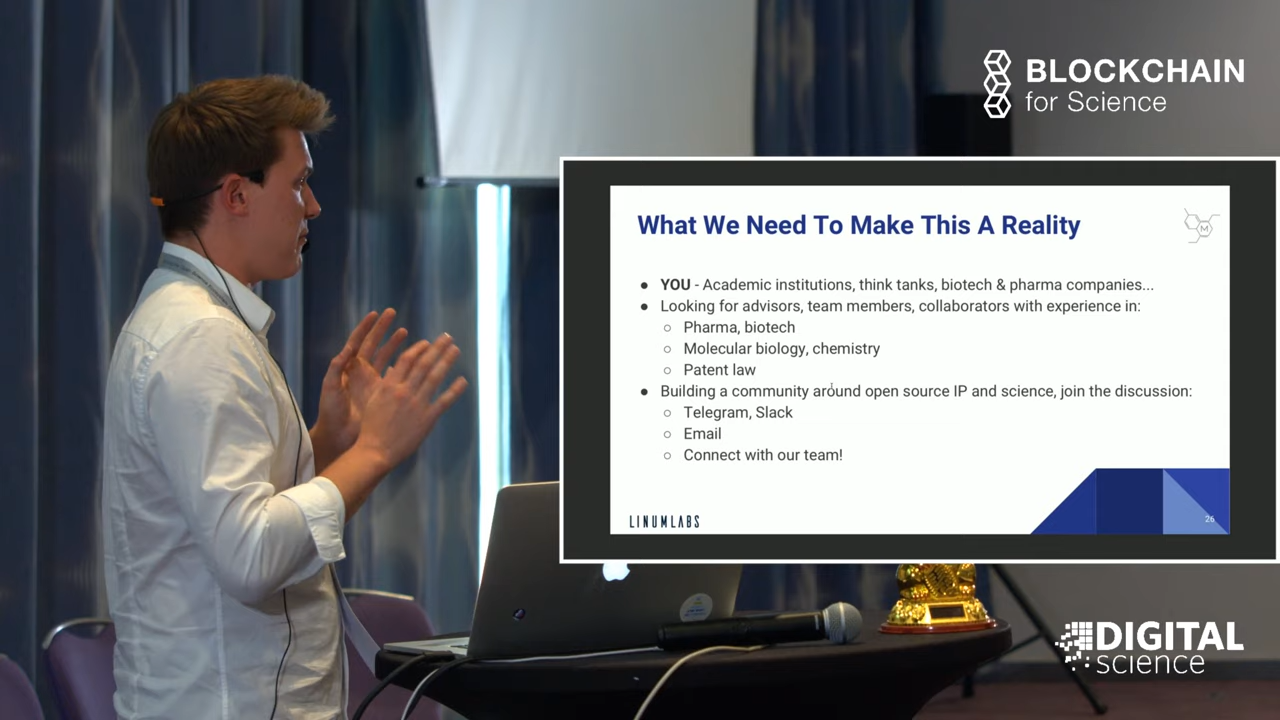 BLOCKCHAIN
for Science
What We Need To Make This A Reality
M
● YOU - Academic institutions, think tanks, biotech & pharma companies...
● Looking for advisors, team members, collaborators with experience in:
○ Pharma, biotech
○ Molecular biology, chemistry
○ Patent law
● Building a community around open source IP and science, join the discussion:
○ Telegram, Slack
○ Email
○ Connect with our team!
LINUMLABS
26
DIGITAL
science